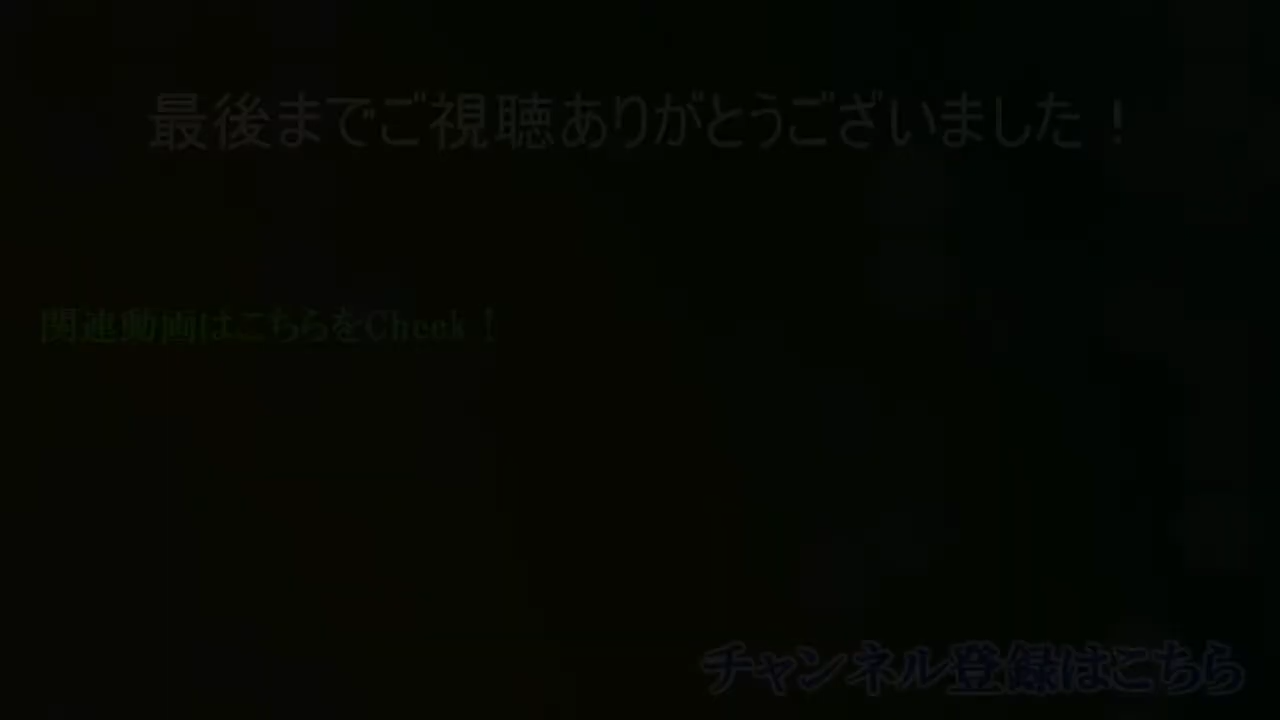 最後までご視聴ありがとうございました！
関連動画はこちらをCheck！
チャンネル登録はこちら